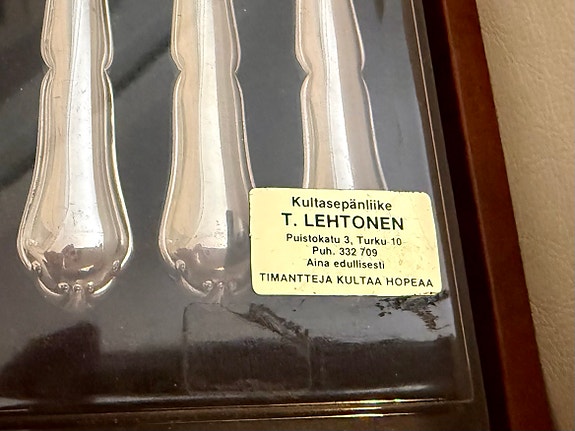 Kultasepänliike
T. LEHTONEN
Puistokatu 3, Turku 10
Puh. 332 709
Aina edullisesti
TIMANTTEJA KULTAA HOPEAA